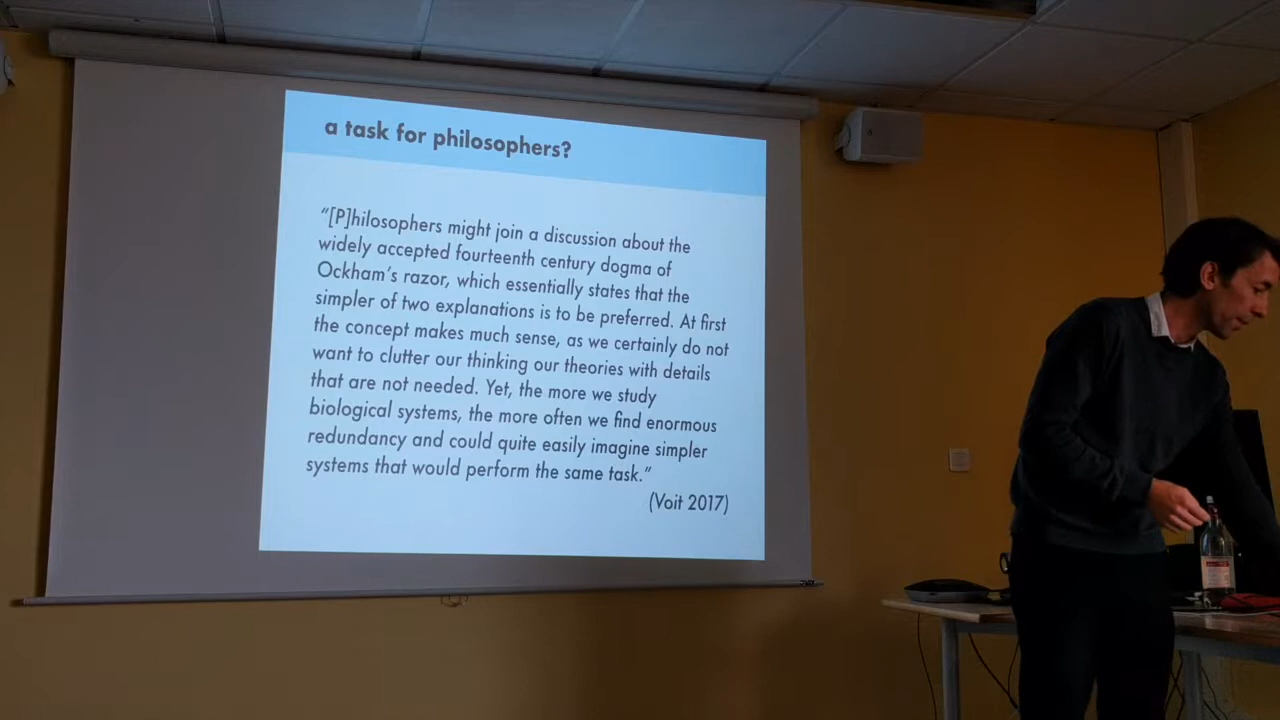 a task for philosophers?
“[P]hilosophers might join a discussion about the
widely accepted fourteenth century dogma of
Ockham’s razor, which essentially states that the
simpler of two explanations is to be preferred. At first
the concept makes much sense, as we certainly do not
want to clutter our thinking our theories with details
that are not needed. Yet, the more we study
biological systems, the more often we find enormous
redundancy and could quite easily imagine simpler
systems that would perform the same task.”
(Voit 2017)